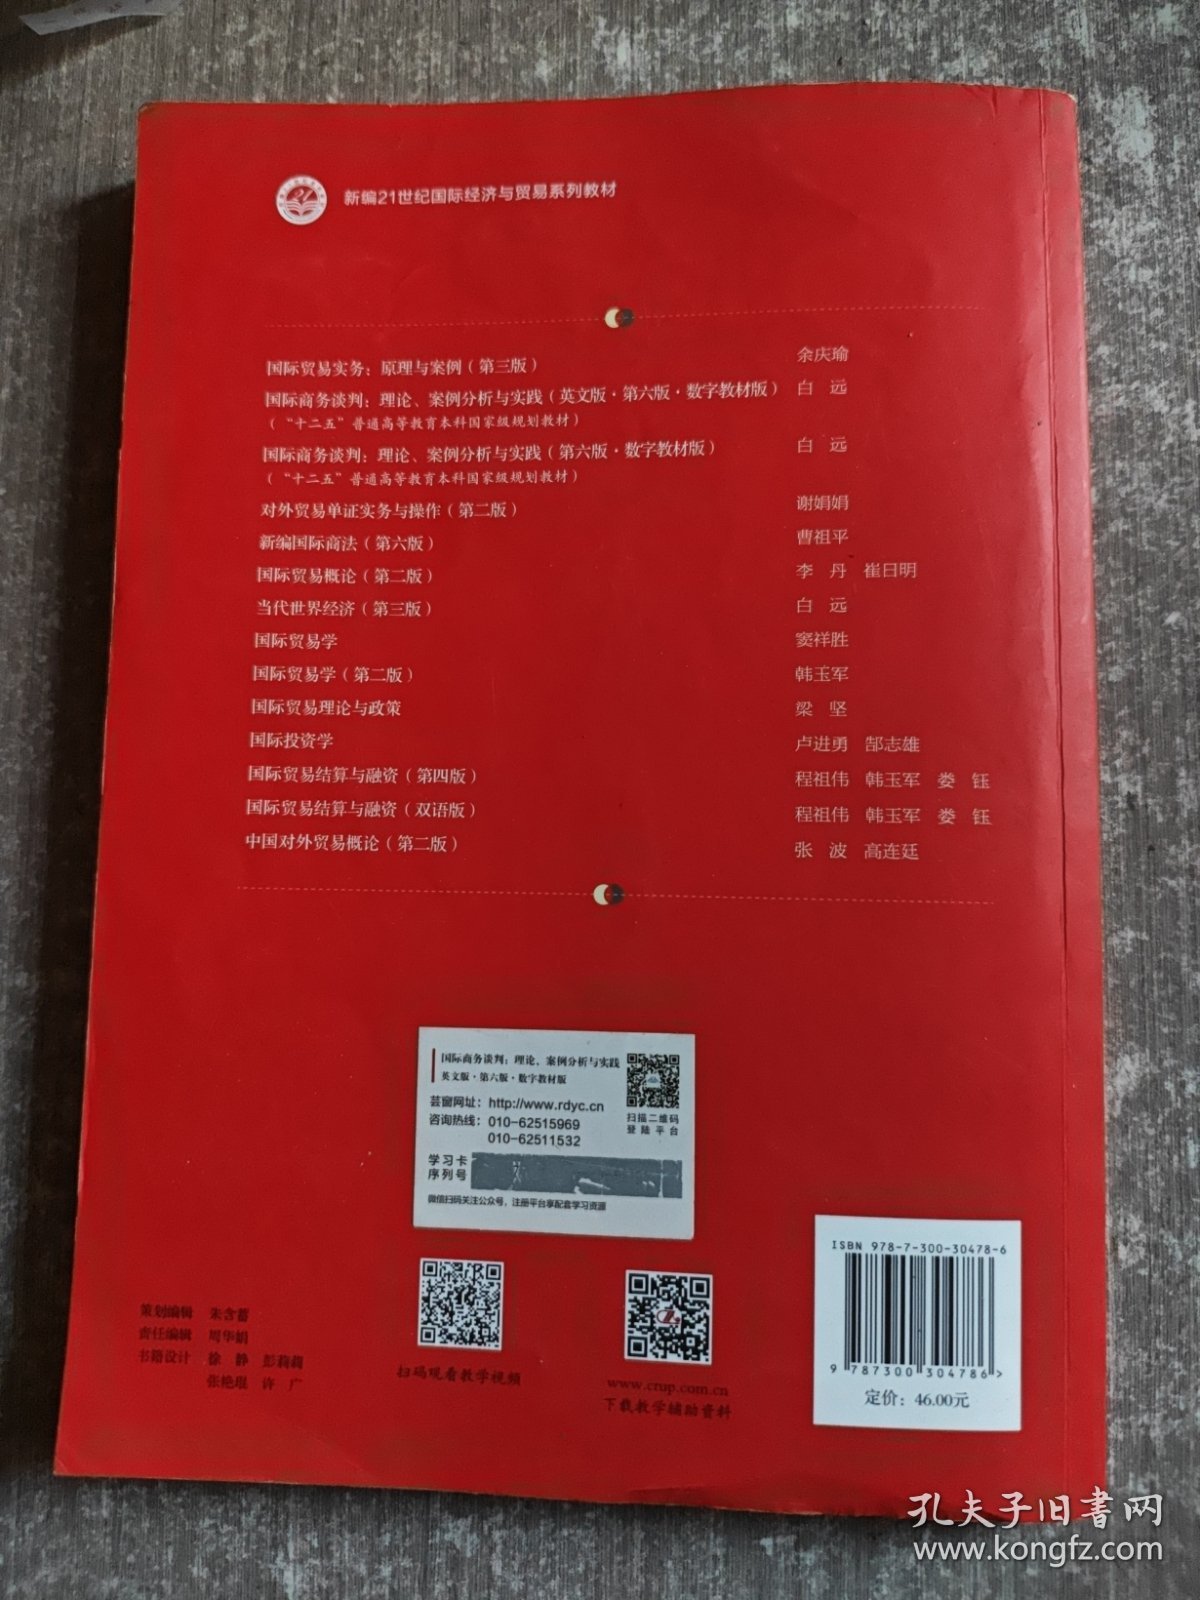 新编21世纪国际经济与贸易系列教材
国际贸易实务：原理与案例（第三版） 余庆瑜
国际商务谈判：理论、案例分析与实践（英文版·第六版·数字教材版） 白 远
（“十二五”普通高等教育本科国家级规划教材）
国际商务谈判：理论、案例分析与实践（第六版·数字教材版） 白 远
（“十二五”普通高等教育本科国家级规划教材）
对外贸易单证实务与操作（第二版） 谢娟娟
新编国际商法（第六版） 曹祖平
国际贸易概论（第二版） 李 丹 崔日明
当代世界经济（第三版） 白 远
国际贸易学 窦祥胜
国际贸易学（第二版） 韩玉军
国际贸易理论与政策 梁 坚
国际投资学 卢进勇 郜志雄
国际贸易结算与融资（第四版） 程祖伟 韩玉军 娄 钰
国际贸易结算与融资（双语版） 程祖伟 韩玉军 娄 钰
中国对外贸易概论（第二版） 张 波 高连廷
国际商务谈判：理论、案例分析与实践
英文版·第六版·数字教材版
芸窗网址：http://www.rdyc.cn
咨询热线：010-62515969
010-62511532
扫描二维码
登陆平台
学习卡
序列号
微信扫码关注公众号，注册平台享配套学习资源
策划编辑 朱含蓄
责任编辑 周华娟
书籍设计 徐 静 彭莉莉
张艳琨 许 广
扫码观看教学视频
www.crup.com.cn
下载教学辅助资料
ISBN 978-7-300-30478-6
9 787300 304786>
定价：46.00元
孔夫子旧书网
www.kongfz.com